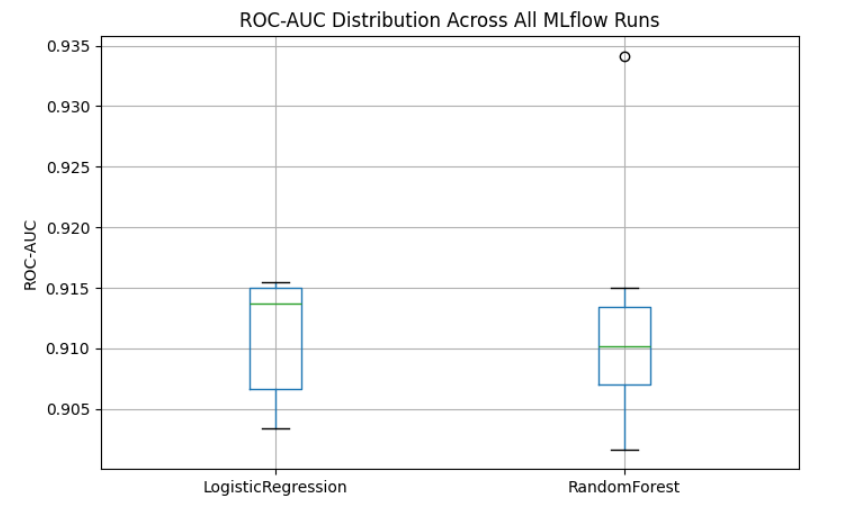 ROC-AUC Distribution Across All MLflow Runs
0.935
0.930
0.925
0.920
0.915
0.910
0.905
ROC-AUC
LogisticRegression
RandomForest